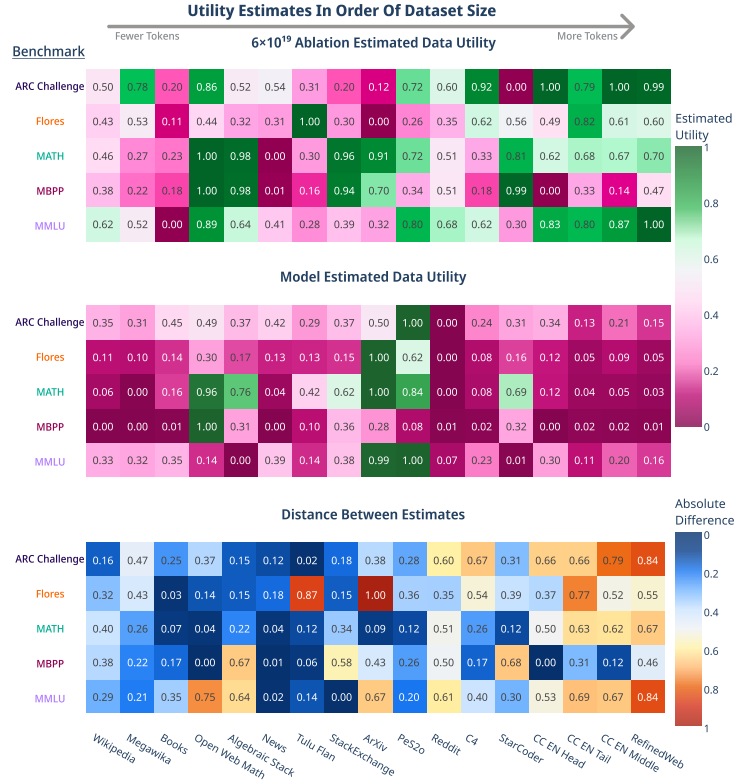 Utility Estimates In Order Of Dataset Size
Fewer Tokens
More Tokens
6×10¹⁹ Ablation Estimated Data Utility
Benchmark
ARC Challenge 0.50 0.78 0.20 0.86 0.52 0.54 0.31 0.20 0.12 0.72 0.60 0.92 0.00 1.00 0.79 1.00 0.99
Flores 0.43 0.53 0.11 0.44 0.32 0.31 1.00 0.30 0.00 0.26 0.35 0.62 0.56 0.49 0.82 0.61 0.60
MATH 0.46 0.27 0.23 1.00 0.98 0.00 0.30 0.96 0.91 0.72 0.51 0.33 0.81 0.62 0.68 0.67 0.70
MBPP 0.38 0.22 0.18 1.00 0.98 0.01 0.16 0.94 0.70 0.34 0.51 0.18 0.99 0.00 0.33 0.14 0.47
MMLU 0.62 0.52 0.00 0.89 0.64 0.41 0.28 0.39 0.32 0.80 0.68 0.62 0.30 0.83 0.80 0.87 1.00
Estimated
Utility
1
0.8
0.6
0.4
0.2
0
Model Estimated Data Utility
ARC Challenge 0.35 0.31 0.45 0.49 0.37 0.42 0.29 0.37 0.50 1.00 0.00 0.24 0.31 0.34 0.13 0.21 0.15
Flores 0.11 0.10 0.14 0.30 0.17 0.13 0.13 0.15 1.00 0.62 0.00 0.08 0.16 0.12 0.05 0.09 0.05
MATH 0.06 0.00 0.16 0.96 0.76 0.04 0.42 0.62 1.00 0.84 0.00 0.08 0.69 0.12 0.04 0.05 0.03
MBPP 0.00 0.00 0.01 1.00 0.31 0.00 0.10 0.36 0.28 0.08 0.01 0.02 0.32 0.00 0.02 0.02 0.01
MMLU 0.33 0.32 0.35 0.14 0.00 0.39 0.14 0.38 0.99 1.00 0.07 0.23 0.01 0.30 0.11 0.20 0.16
Distance Between Estimates
Absolute
Difference
0
0.2
0.4
0.6
0.8
1
ARC Challenge 0.16 0.47 0.25 0.37 0.15 0.12 0.02 0.18 0.38 0.28 0.60 0.67 0.31 0.66 0.66 0.79 0.84
Flores 0.32 0.43 0.03 0.14 0.15 0.18 0.87 0.15 1.00 0.36 0.35 0.54 0.39 0.37 0.77 0.52 0.55
MATH 0.40 0.26 0.07 0.04 0.22 0.04 0.12 0.34 0.09 0.12 0.51 0.26 0.12 0.50 0.63 0.62 0.67
MBPP 0.38 0.22 0.17 0.00 0.67 0.01 0.06 0.58 0.43 0.26 0.50 0.17 0.68 0.00 0.31 0.12 0.46
MMLU 0.29 0.21 0.35 0.75 0.64 0.02 0.14 0.00 0.67 0.20 0.61 0.40 0.30 0.53 0.69 0.67 0.84
Wikipedia
Megawika
Books
Open Web Math
Algebraic Stack
News
Tulu Flan
StackExchange
ArXiv
PeS2o
Reddit
C4
StarCoder
CC EN Head
CC EN Tail
CC EN Middle
RefinedWeb